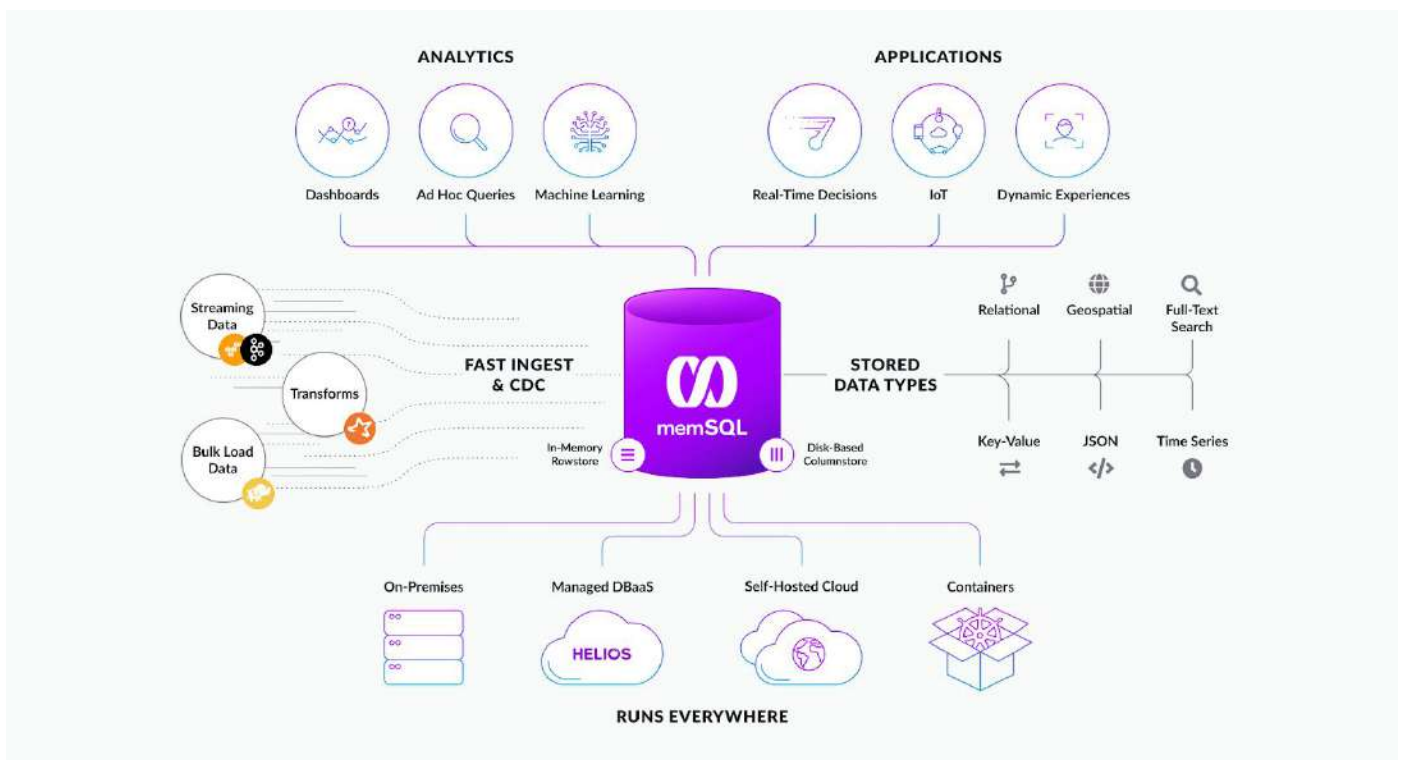 ANALYTICS
APPLICATIONS
Dashboards
Ad Hoc Queries
Machine Learning
Real-Time Decisions
IoT
Dynamic Experiences
Streaming
Data
Transforms
Bulk Load
Data
FAST INGEST
& CDC
memSQL
In-Memory
Rowstore
Disk-Based
Columnstore
STORED
DATA TYPES
Relational
Geospatial
Full-Text
Search
Key-Value
JSON
Time Series
On-Premises
Managed DBaaS
Self-Hosted Cloud
Containers
HELIOS
RUNS EVERYWHERE